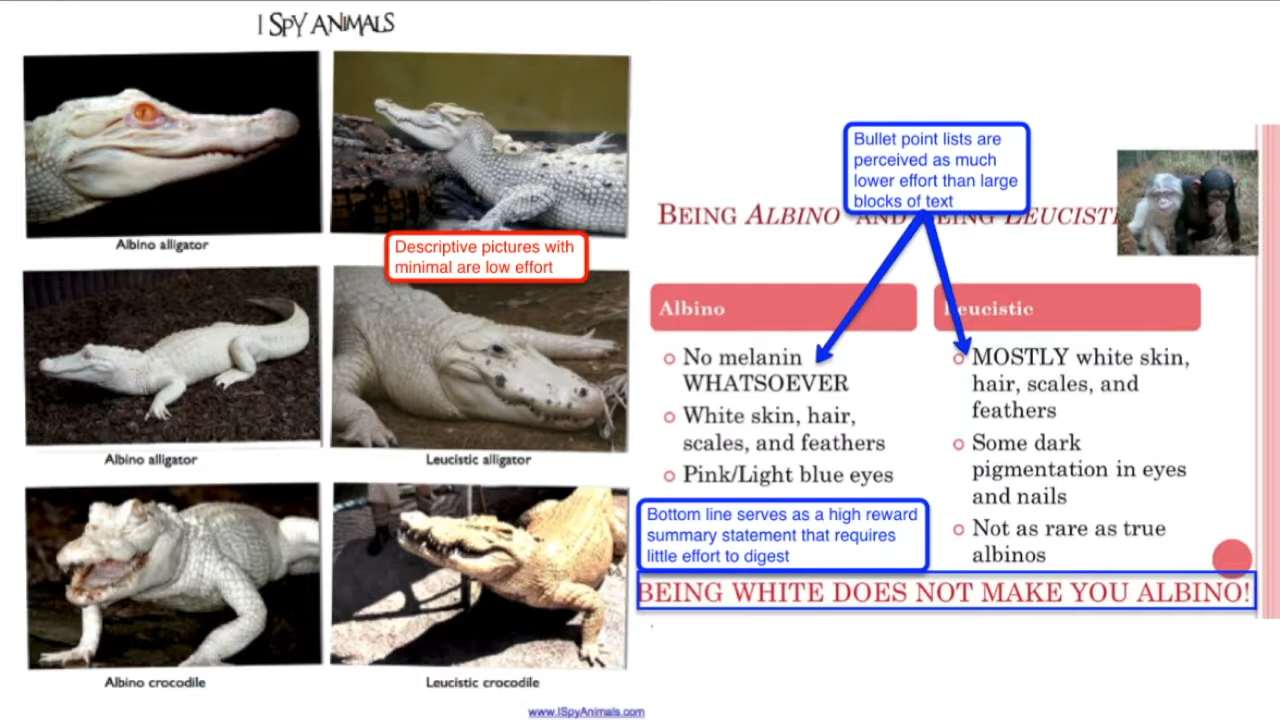 I SPY ANIMALS
Albino alligator
Descriptive pictures with
minimal are low effort
Albino alligator
Leucistic alligator
Albino crocodile
Leucistic crocodile
www.ISpyAnimals.com
Bullet point lists are
perceived as much
lower effort than large
blocks of text
BEING ALBINO AND BEING
Albino
Leucistic
No melanin
WHATSOEVER
White skin, hair,
scales, and feathers
Pink/Light blue eyes
MOSTLY white skin,
hair, scales, and
feathers
Some dark
pigmentation in eyes
and nails
Not as rare as true
albinos
Bottom line serves as a high reward
summary statement that requires
little effort to digest
BEING WHITE DOES NOT MAKE YOU ALBINO!